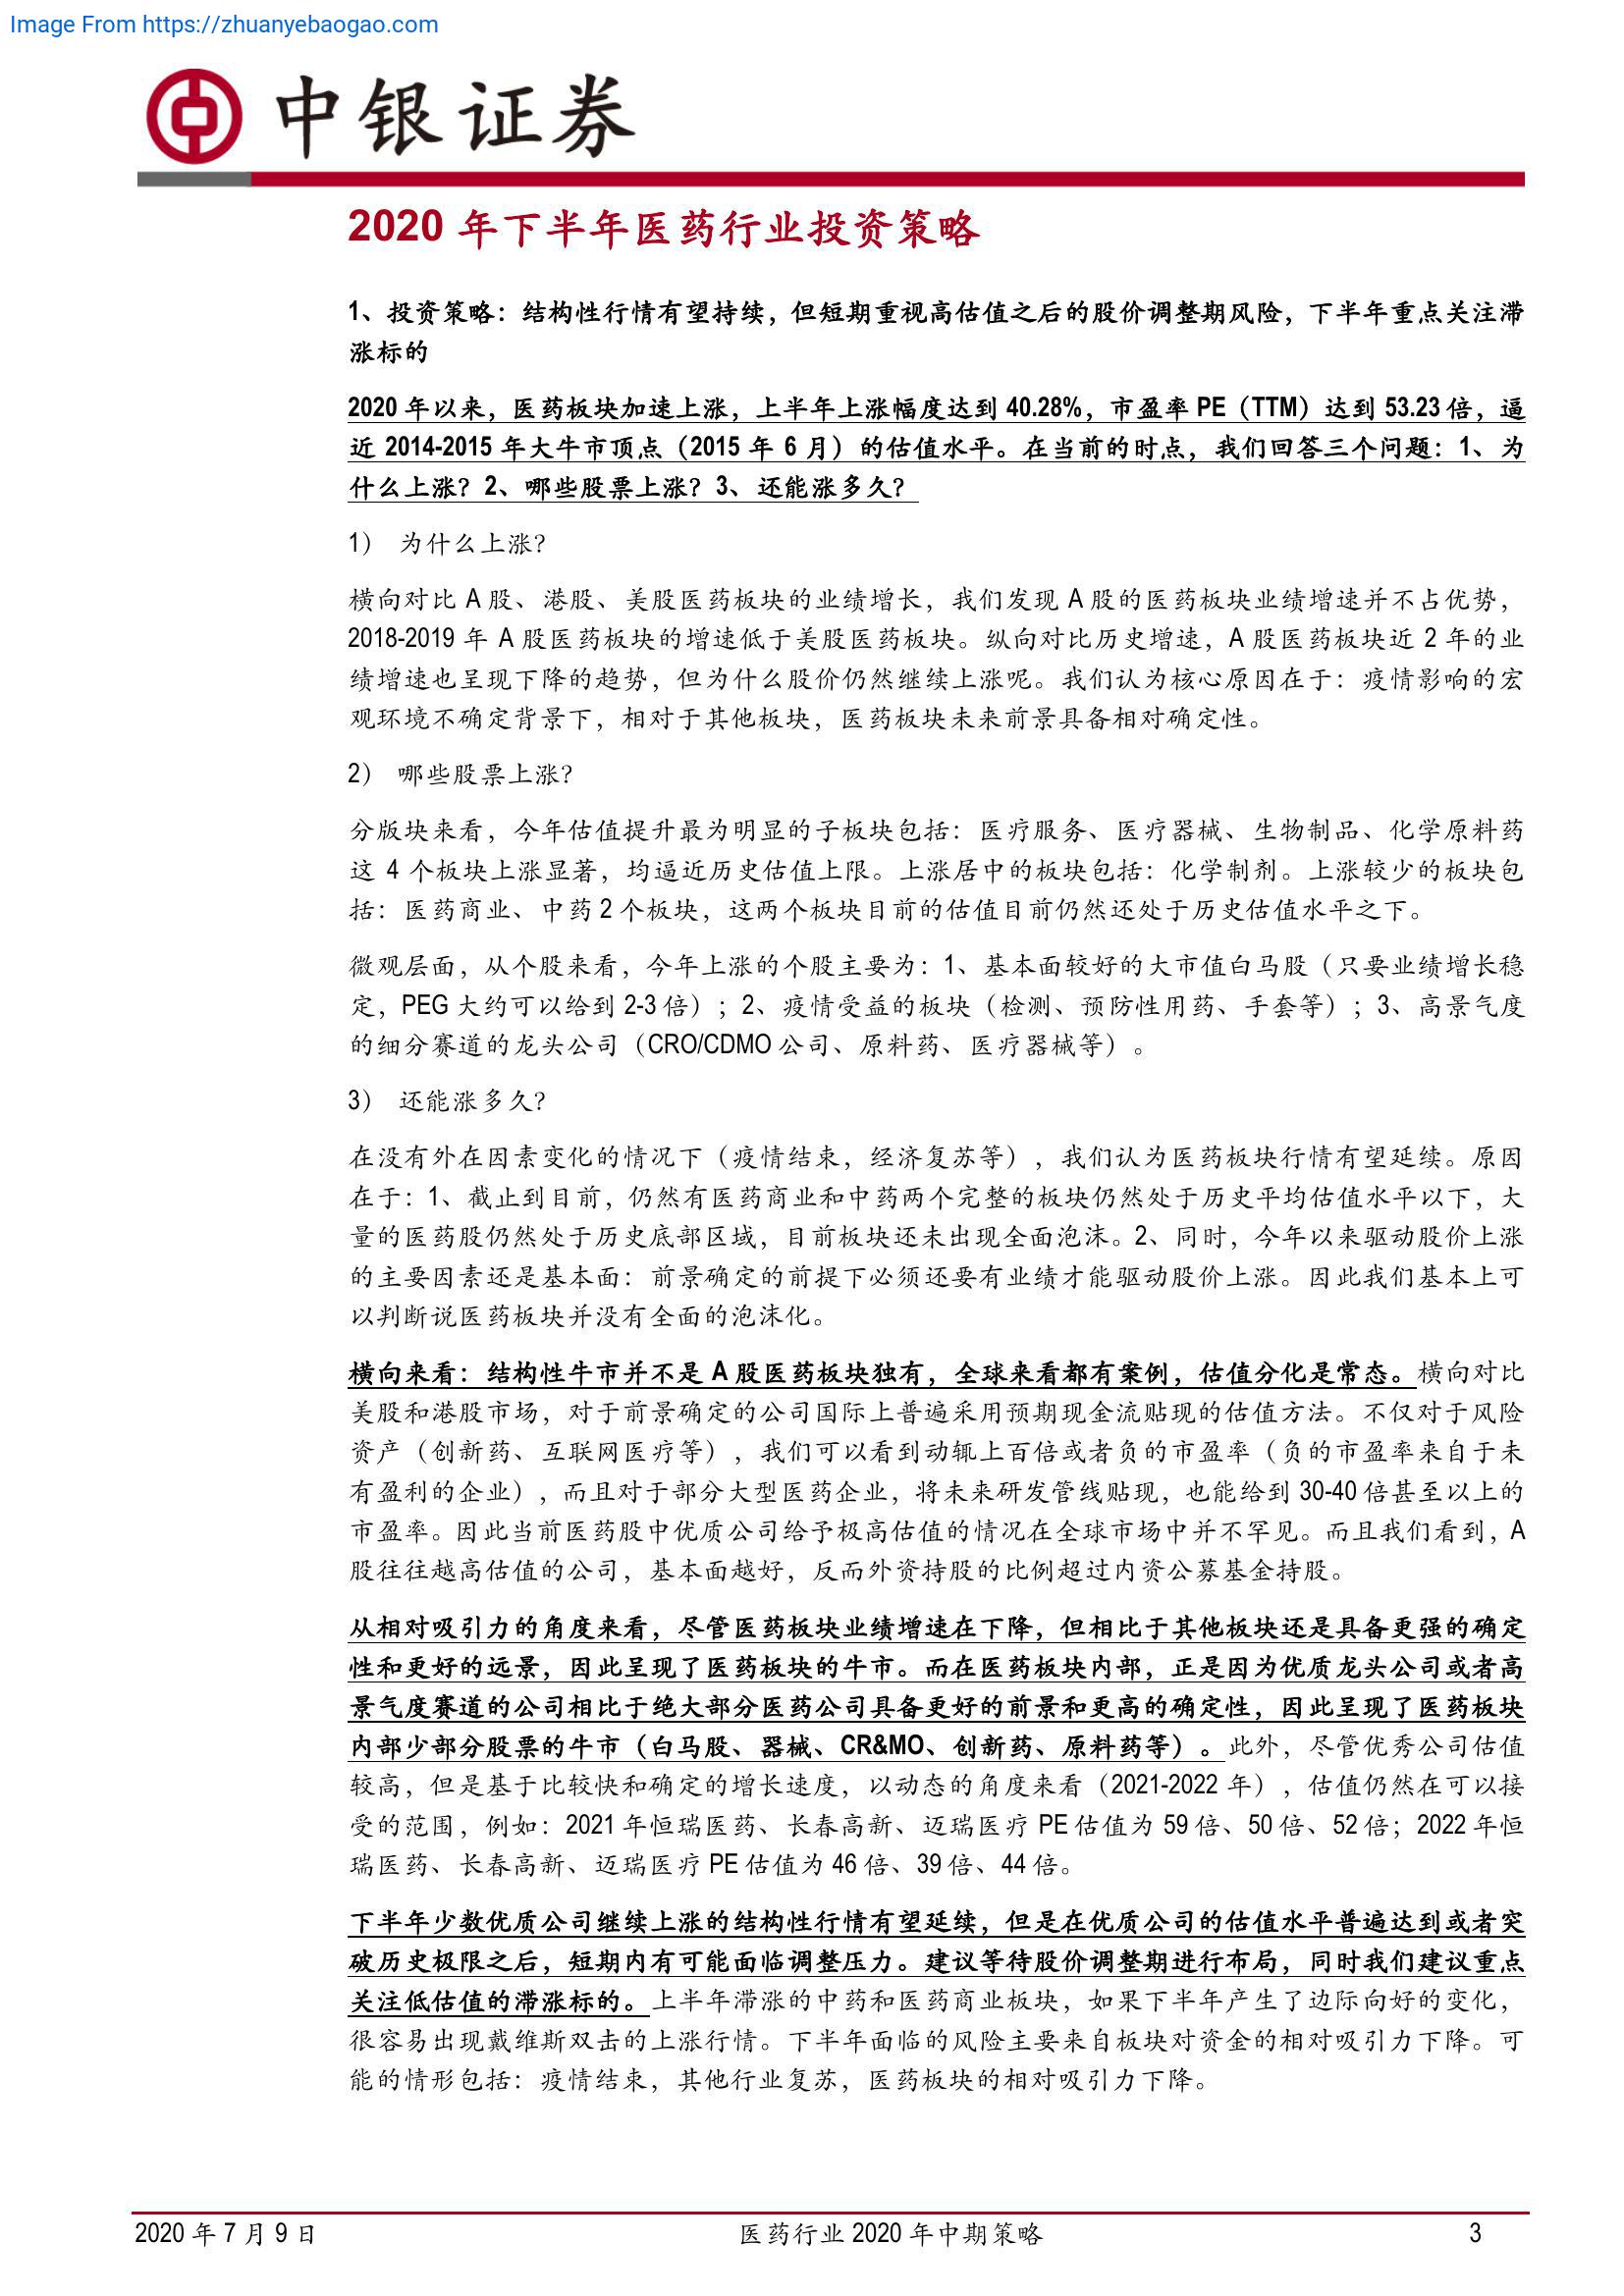 Image From https://zhuanyebaogao.com
中银证券
2020 年下半年医药行业投资策略
1、投资策略：结构性行情有望持续，但短期重视高估值之后的股价调整期风险，下半年重点关注滞
涨标的
2020 年以来，医药板块加速上涨，上半年上涨幅度达到 40.28%，市盈率 PE（TTM）达到 53.23 倍，逼
近 2014-2015 年大牛市顶点（2015 年 6 月）的估值水平。在当前的时点，我们回答三个问题：1、为
什么上涨？2、哪些股票上涨？3、还能涨多久？
1） 为什么上涨？
横向对比 A 股、港股、美股医药板块的业绩增长，我们发现 A 股的医药板块业绩增速并不占优势，
2018-2019 年 A 股医药板块的增速低于美股医药板块。纵向对比历史增速，A 股医药板块近 2 年的业
绩增速也呈现下降的趋势，但为什么股价仍然继续上涨呢。我们认为核心原因在于：疫情影响的宏
观环境不确定背景下，相对于其他板块，医药板块未来前景具备相对确定性。
2） 哪些股票上涨？
分版块来看，今年估值提升最为明显的子板块包括：医疗服务、医疗器械、生物制品、化学原料药
这 4 个板块上涨显著，均逼近历史估值上限。上涨居中的板块包括：化学制剂。上涨较少的板块包
括：医药商业、中药 2 个板块，这两个板块目前的估值目前仍然还处于历史估值水平之下。
微观层面，从个股来看，今年上涨的个股主要为：1、基本面较好的大市值白马股（只要业绩增长稳
定，PEG 大约可以给到 2-3 倍）；2、疫情受益的板块（检测、预防性用药、手套等）；3、高景气度
的细分赛道的龙头公司（CRO/CDMO 公司、原料药、医疗器械等）。
3） 还能涨多久？
在没有外在因素变化的情况下（疫情结束，经济复苏等），我们认为医药板块行情有望延续。原因
在于：1、截止到目前，仍然有医药商业和中药两个完整的板块仍然处于历史平均估值水平以下，大
量的医药股仍然处于历史底部区域，目前板块还未出现全面泡沫。2、同时，今年以来驱动股价上涨
的主要因素还是基本面：前景确定的前提下必须还要有业绩才能驱动股价上涨。因此我们基本上可
以判断说医药板块并没有全面的泡沫化。
横向来看：结构性牛市并不是 A 股医药板块独有，全球来看都有案例，估值分化是常态。横向对比
美股和港股市场，对于前景确定的公司国际上普遍采用预期现金流贴现的估值方法。不仅对于风险
资产（创新药、互联网医疗等），我们可以看到动辄上百倍或者负的市盈率（负的市盈率来自于未
有盈利的企业），而且对于部分大型医药企业，将未来研发管线贴现，也能给到 30-40 倍甚至以上的
市盈率。因此当前医药股中优质公司给予极高估值的情况在全球市场中并不罕见。而且我们看到，A
股往往越高估值的公司，基本面越好，反而外资持股的比例超过内资公募基金持股。
从相对吸引力的角度来看，尽管医药板块业绩增速在下降，但相比于其他板块还是具备更强的确定
性和更好的远景，因此呈现了医药板块的牛市。而在医药板块内部，正是因为优质龙头公司或者高
景气度赛道的公司相比于绝大部分医药公司具备更好的前景和更高的确定性，因此呈现了医药板块
内部少部分股票的牛市（白马股、器械、CR&MO、创新药、原料药等）。此外，尽管优秀公司估值
较高，但是基于比较快和确定的增长速度，以动态的角度来看（2021-2022 年），估值仍然在可以接
受的范围，例如：2021 年恒瑞医药、长春高新、迈瑞医疗 PE 估值为 59 倍、50 倍、52 倍；2022 年恒
瑞医药、长春高新、迈瑞医疗 PE 估值为 46 倍、39 倍、44 倍。
下半年少数优质公司继续上涨的结构性行情有望延续，但是在优质公司的估值水平普遍达到或者突
破历史极限之后，短期内有可能面临调整压力。建议等待股价调整期进行布局，同时我们建议重点
关注低估值的滞涨标的。上半年滞涨的中药和医药商业板块，如果下半年产生了边际向好的变化，
很容易出现戴维斯双击的上涨行情。下半年面临的风险主要来自板块对资金的相对吸引力下降。可
能的情形包括：疫情结束，其他行业复苏，医药板块的相对吸引力下降。
2020 年 7 月 9 日
医药行业 2020 年中期策略
3